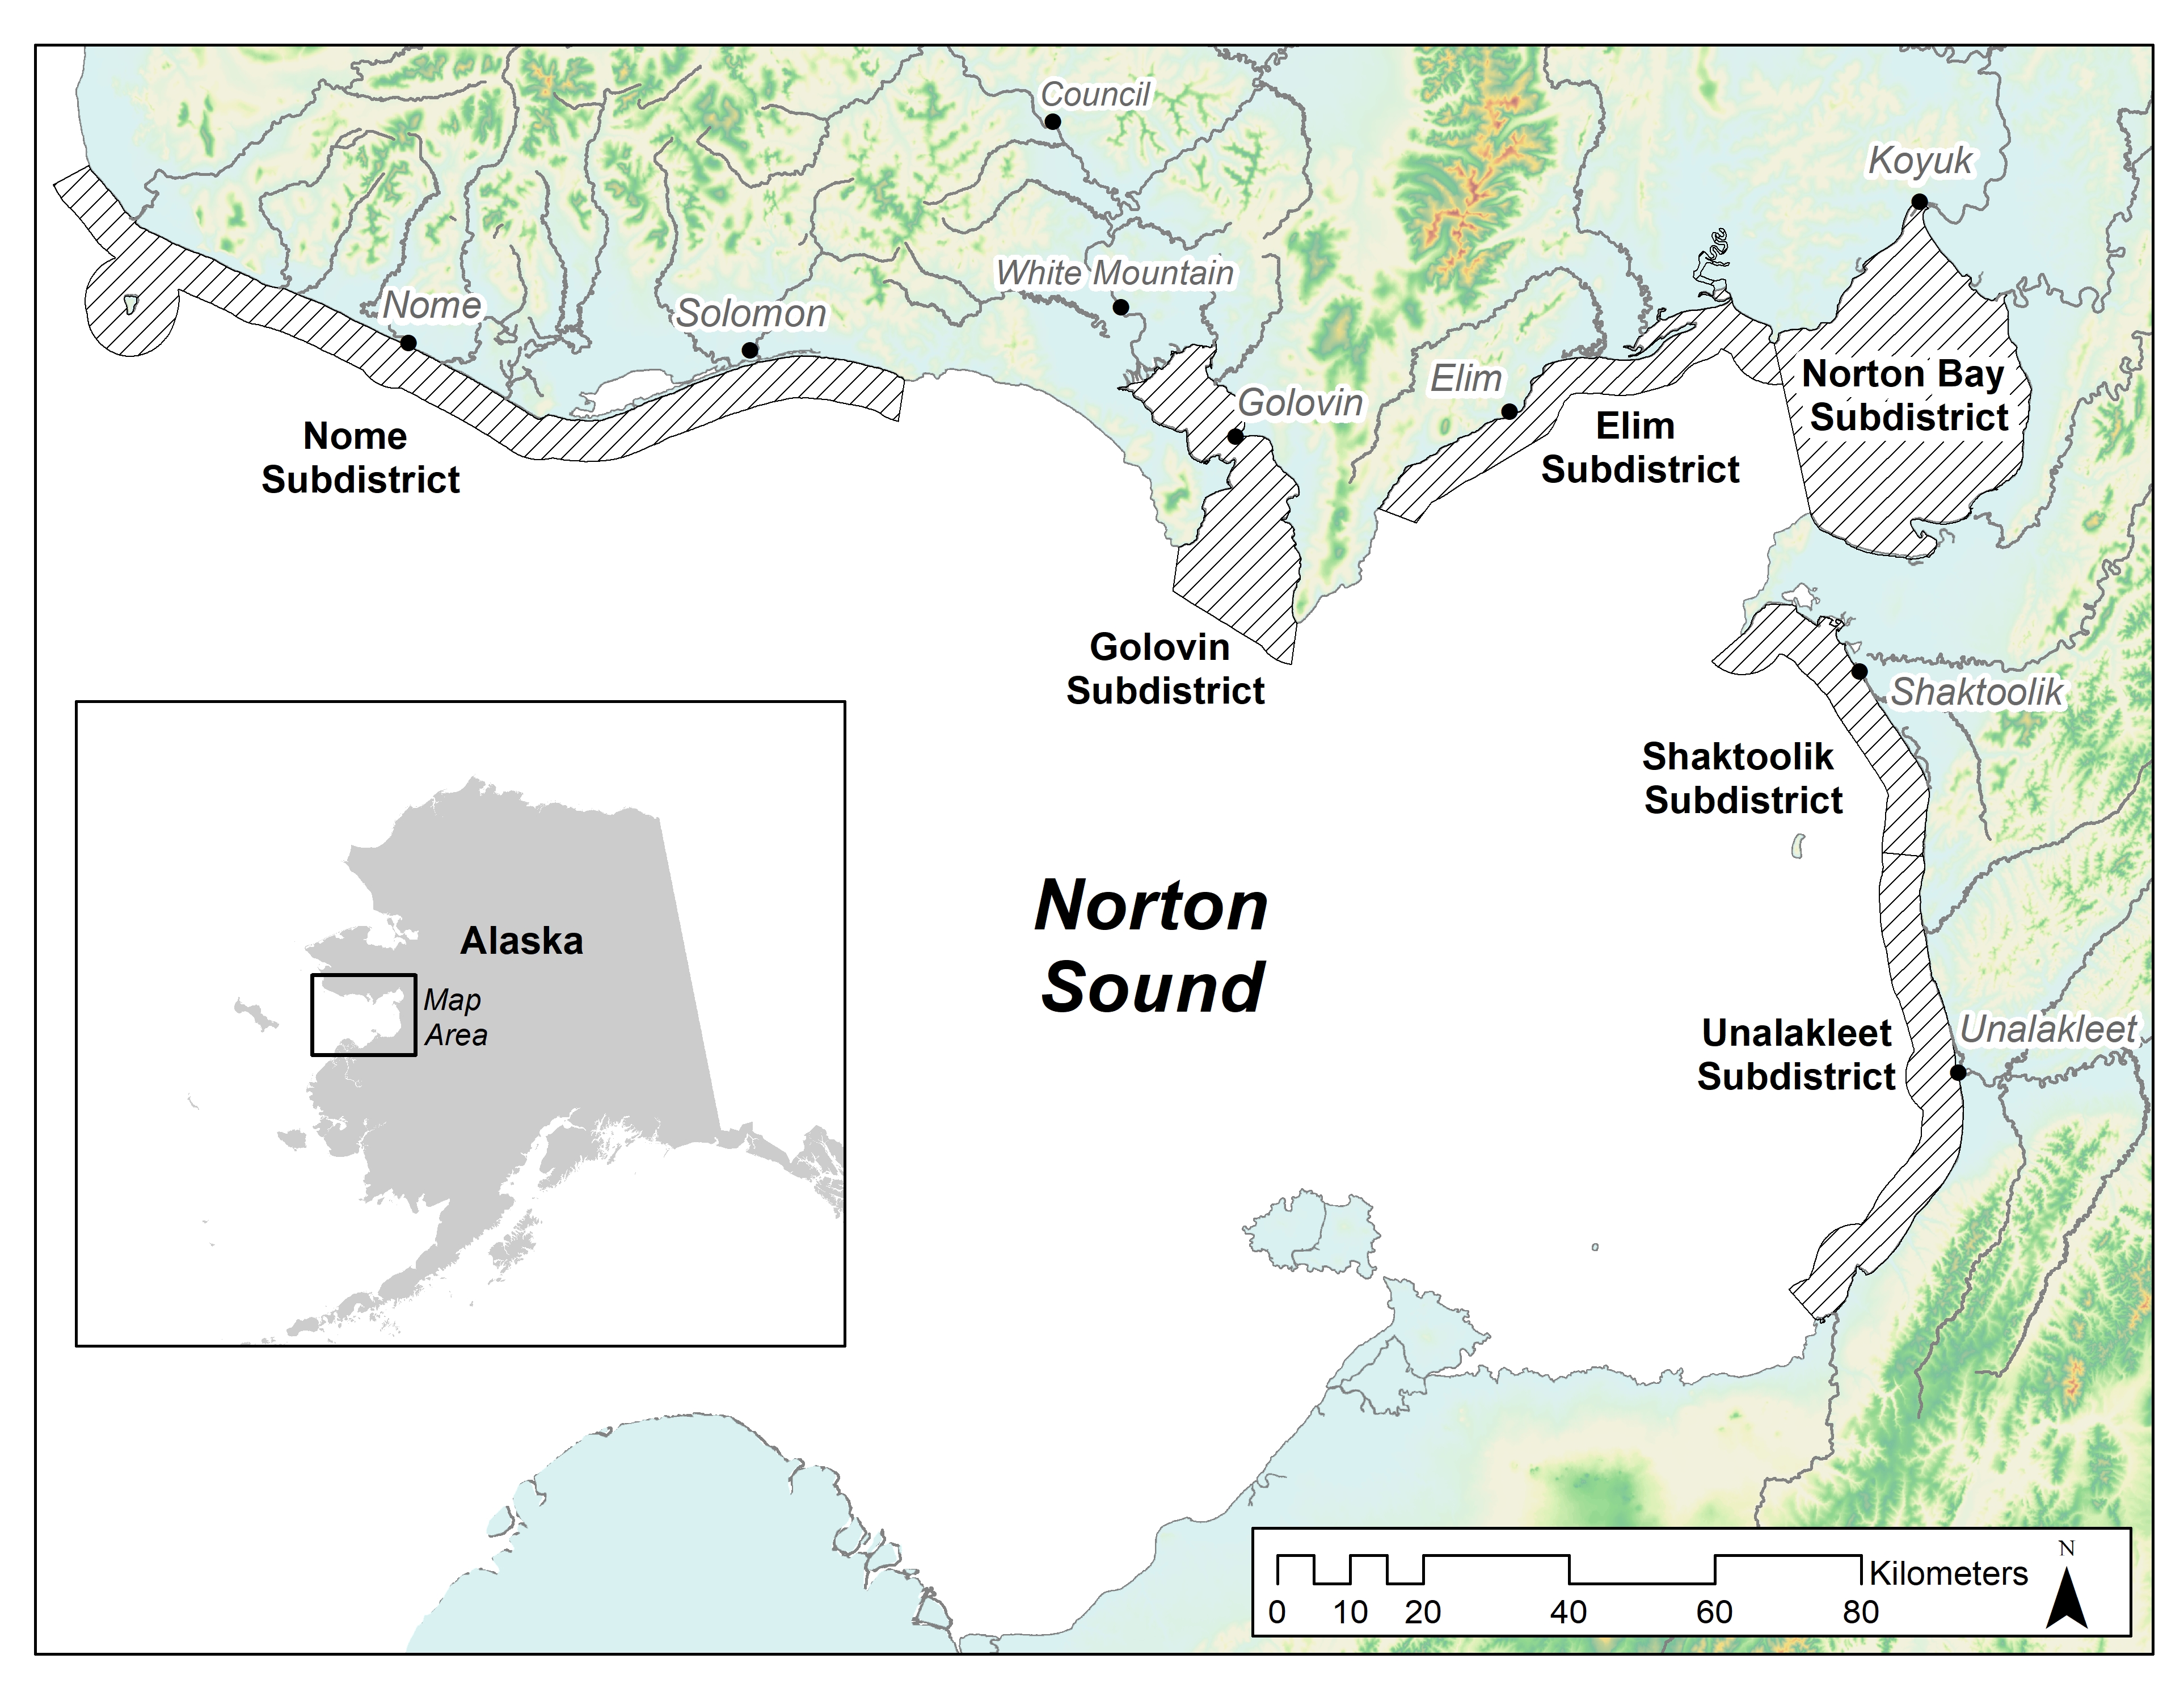 Council
Koyuk
White Mountain
Nome
Solomon
Golovin
Elim
Norton Bay
Subdistrict
Nome
Subdistrict
Elim
Subdistrict
Golovin
Subdistrict
Shaktoolik
Shaktoolik
Subdistrict
Norton
Sound
Alaska
Map
Area
Unalakleet
Subdistrict
Unalakleet
N
Kilometers
0 10 20 40 60 80